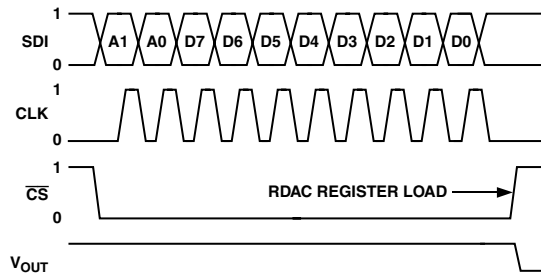 1
SDI
0
A1 A0 D7 D6 D5 D4 D3 D2 D1 D0
1
CLK
0
1
CS
0
RDAC REGISTER LOAD
VOUT